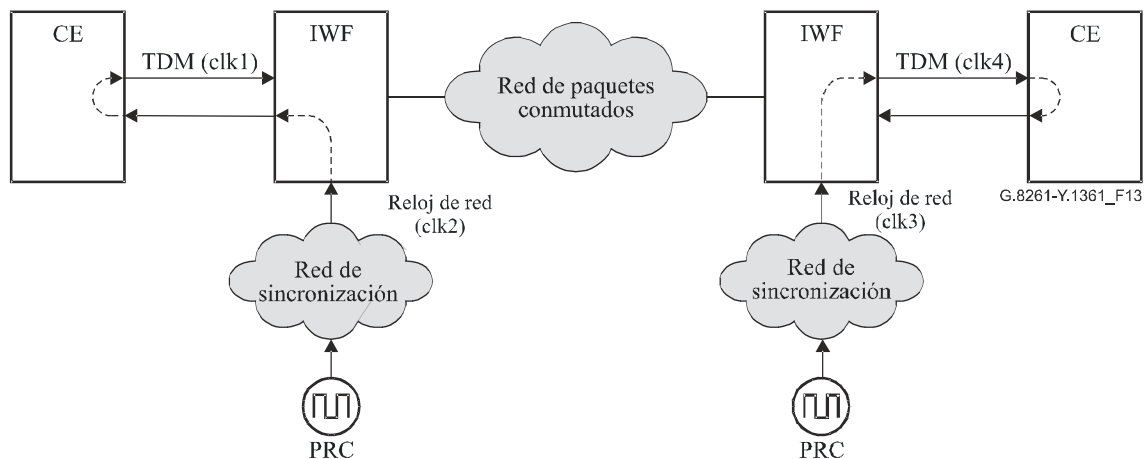 CE
IWF
IWF
CE
TDM (clk1)
TDM (clk4)
Red de paquetes
conmutados
Reloj de red
(clk2)
Reloj de red
(clk3)
G.8261-Y.1361_F13
Red de
sincronización
Red de
sincronización
PRC
PRC